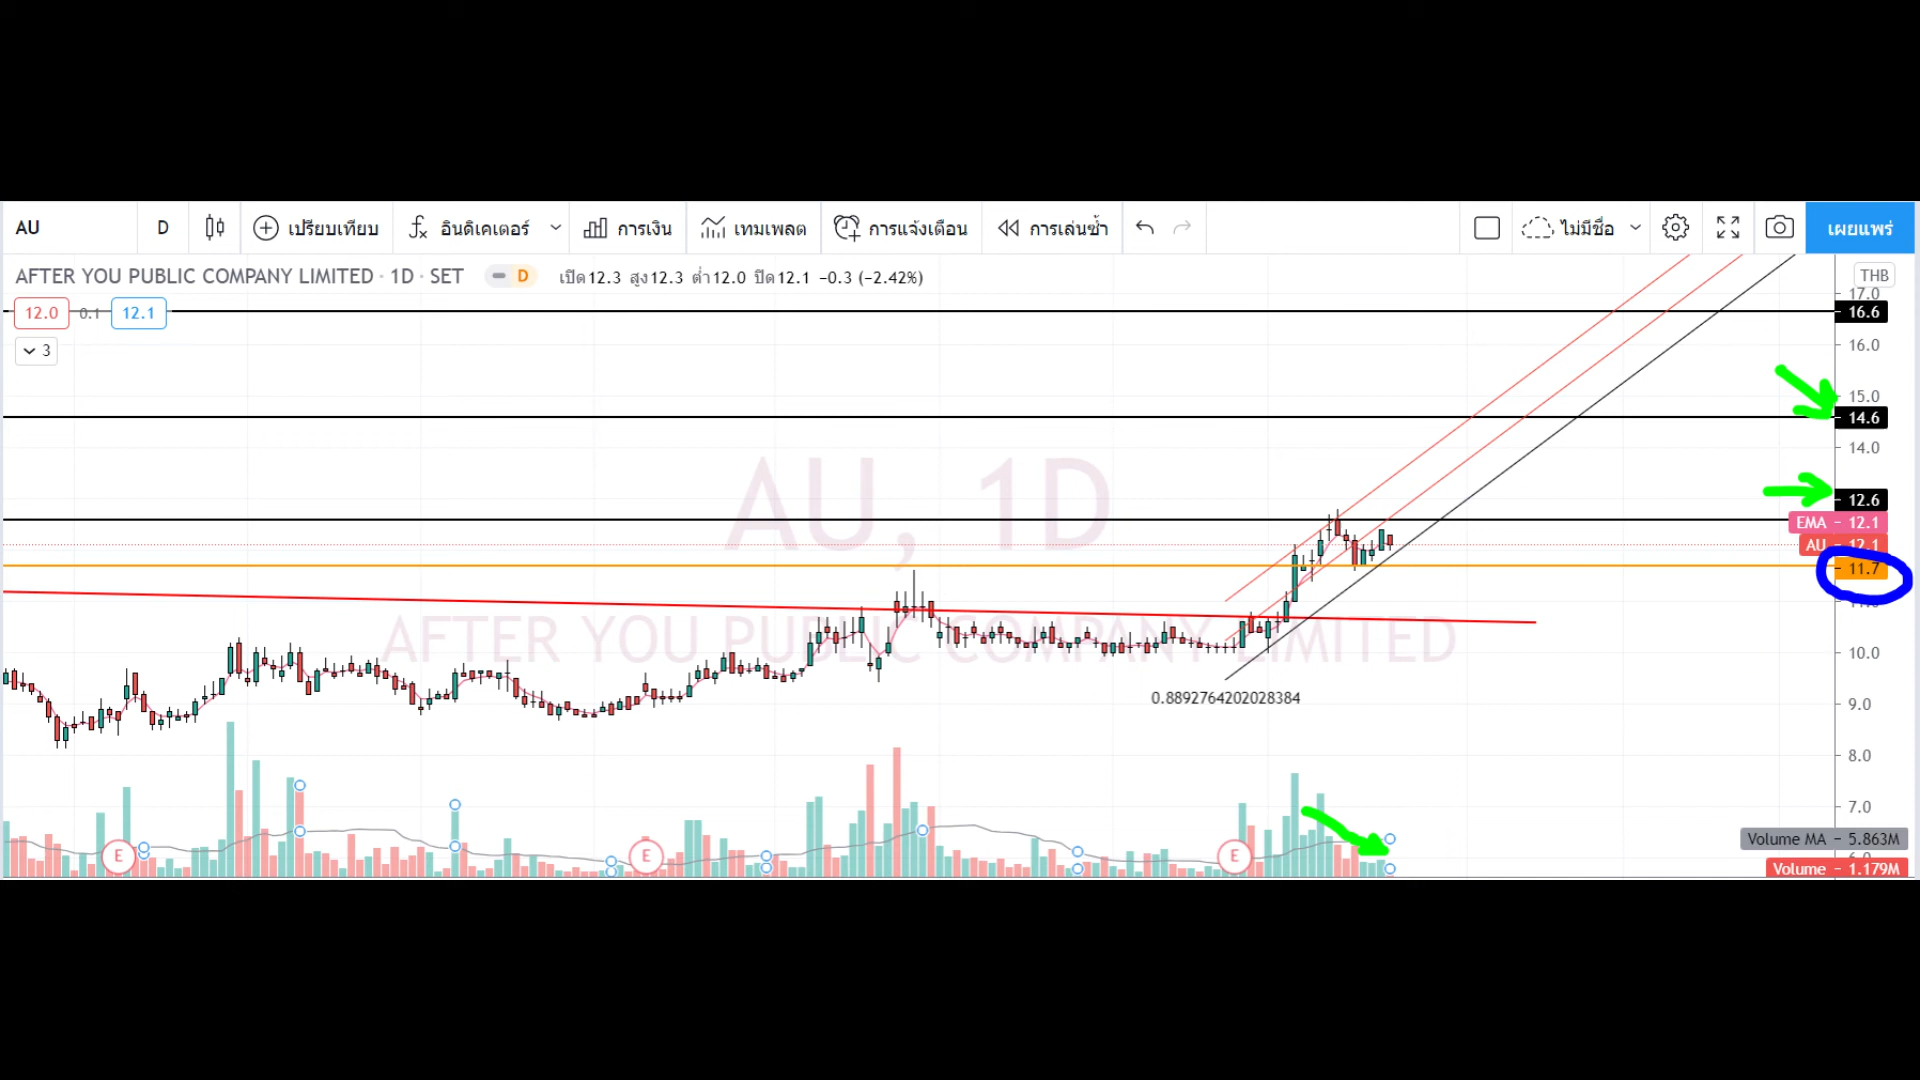 AU D เปรียบเทียบ อินดิเคเตอร์ การเงิน เทมเพลต การแจ้งเตือน การเล่นซ้ำ ไม่มีชื่อ เผยแพร่
AFTER YOU PUBLIC COMPANY LIMITED · 1D · SET D เปิด12.3 สูง12.3 ต่ำ12.0 ปิด12.1 −0.3 (−2.42%)
THB
17.0
12.0 0.1 12.1
16.6
3
16.0
15.0
14.6
14.0
AU, 1D
12.6
EMA 12.1
AU 12.1
11.7
11.0
AFTER YOU PUBLIC COMPANY LIMITED
10.0
0.8892764202028384
9.0
8.0
7.0
Volume MA 5.863M
E E E
6.0
Volume 1.179M